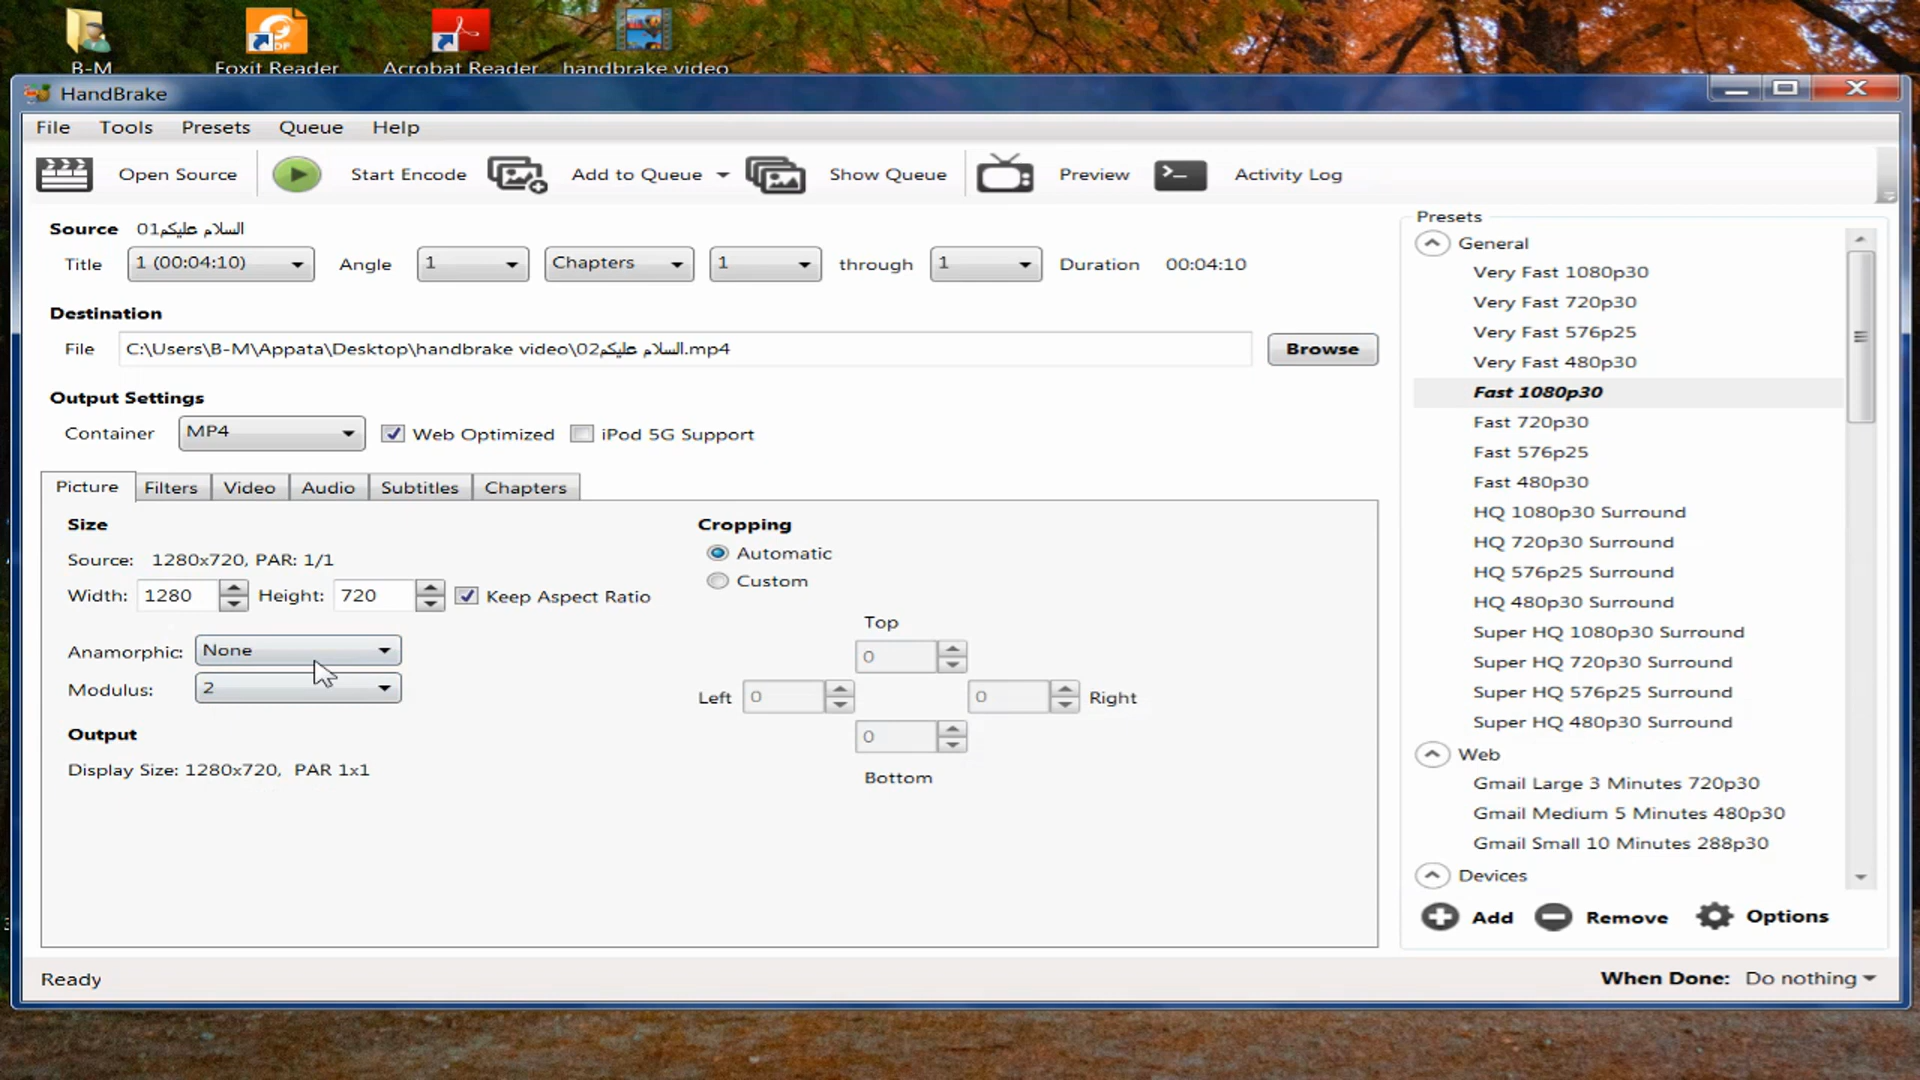 B-M
Foxit Reader
Acrobat Reader
handbrake video
HandBrake
File Tools Presets Queue Help
Open Source Start Encode Add to Queue Show Queue Preview Activity Log
Source السلام عليكم01
Title 1 (00:04:10) Angle 1 Chapters 1 through 1 Duration 00:04:10
Destination
File C:\Users\B-M\Appata\Desktop\handbrake video\02السلام عليكم.mp4 Browse
Output Settings
Container MP4 Web Optimized iPod 5G Support
Picture Filters Video Audio Subtitles Chapters
Size
Source: 1280x720, PAR: 1/1
Width: 1280 Height: 720 Keep Aspect Ratio
Anamorphic: None
Modulus: 2
Output
Display Size: 1280x720, PAR 1x1
Cropping
Automatic
Custom
Top
0
Left 0 0 Right
0
Bottom
Presets
General
Very Fast 1080p30
Very Fast 720p30
Very Fast 576p25
Very Fast 480p30
Fast 1080p30
Fast 720p30
Fast 576p25
Fast 480p30
HQ 1080p30 Surround
HQ 720p30 Surround
HQ 576p25 Surround
HQ 480p30 Surround
Super HQ 1080p30 Surround
Super HQ 720p30 Surround
Super HQ 576p25 Surround
Super HQ 480p30 Surround
Web
Gmail Large 3 Minutes 720p30
Gmail Medium 5 Minutes 480p30
Gmail Small 10 Minutes 288p30
Devices
Add Remove Options
Ready
When Done: Do nothing